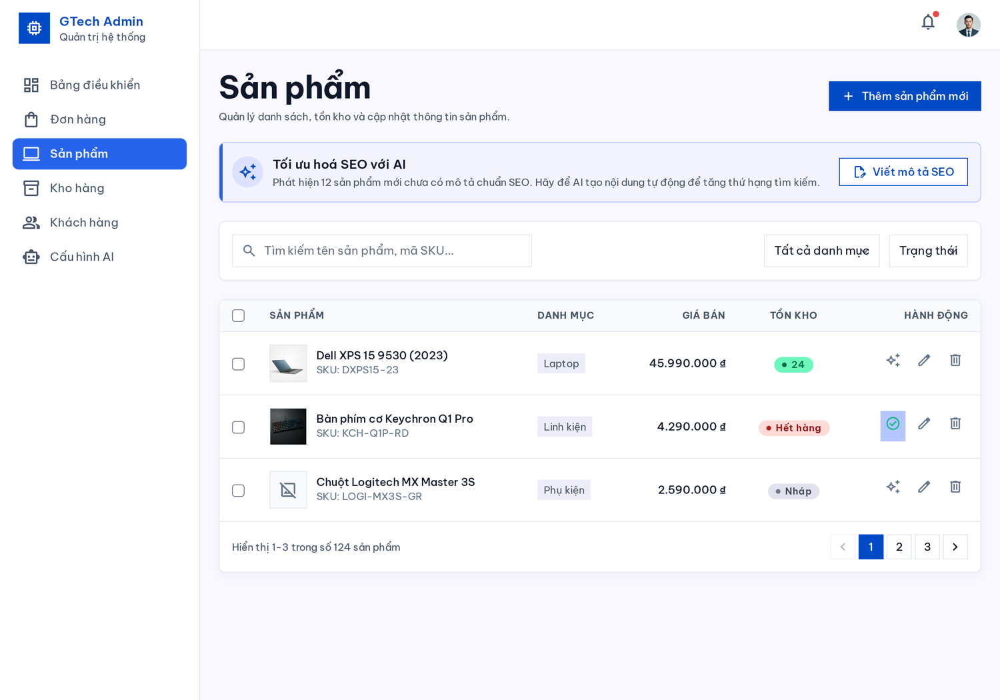 GTech Admin
Quản trị hệ thống
Bảng điều khiển
Đơn hàng
Sản phẩm
Kho hàng
Khách hàng
Cấu hình AI
Sản phẩm
Quản lý danh sách, tồn kho và cập nhật thông tin sản phẩm.
Thêm sản phẩm mới
Tối ưu hoá SEO với AI
Phát hiện 12 sản phẩm mới chưa có mô tả chuẩn SEO. Hãy để AI tạo nội dung tự động để tăng thứ hạng tìm kiếm.
Viết mô tả SEO
Tìm kiếm tên sản phẩm, mã SKU...
Tất cả danh mục
Trạng thái
SẢN PHẨM DANH MỤC GIÁ BÁN TỒN KHO HÀNH ĐỘNG
Dell XPS 15 9530 (2023)
SKU: DXPS15-23
Laptop
45.990.000 ₫
24
Bàn phím cơ Keychron Q1 Pro
SKU: KCH-Q1P-RD
Linh kiện
4.290.000 ₫
Hết hàng
Chuột Logitech MX Master 3S
SKU: LOGI-MX3S-GR
Phụ kiện
2.590.000 ₫
Nháp
Hiển thị 1-3 trong số 124 sản phẩm
1 2 3